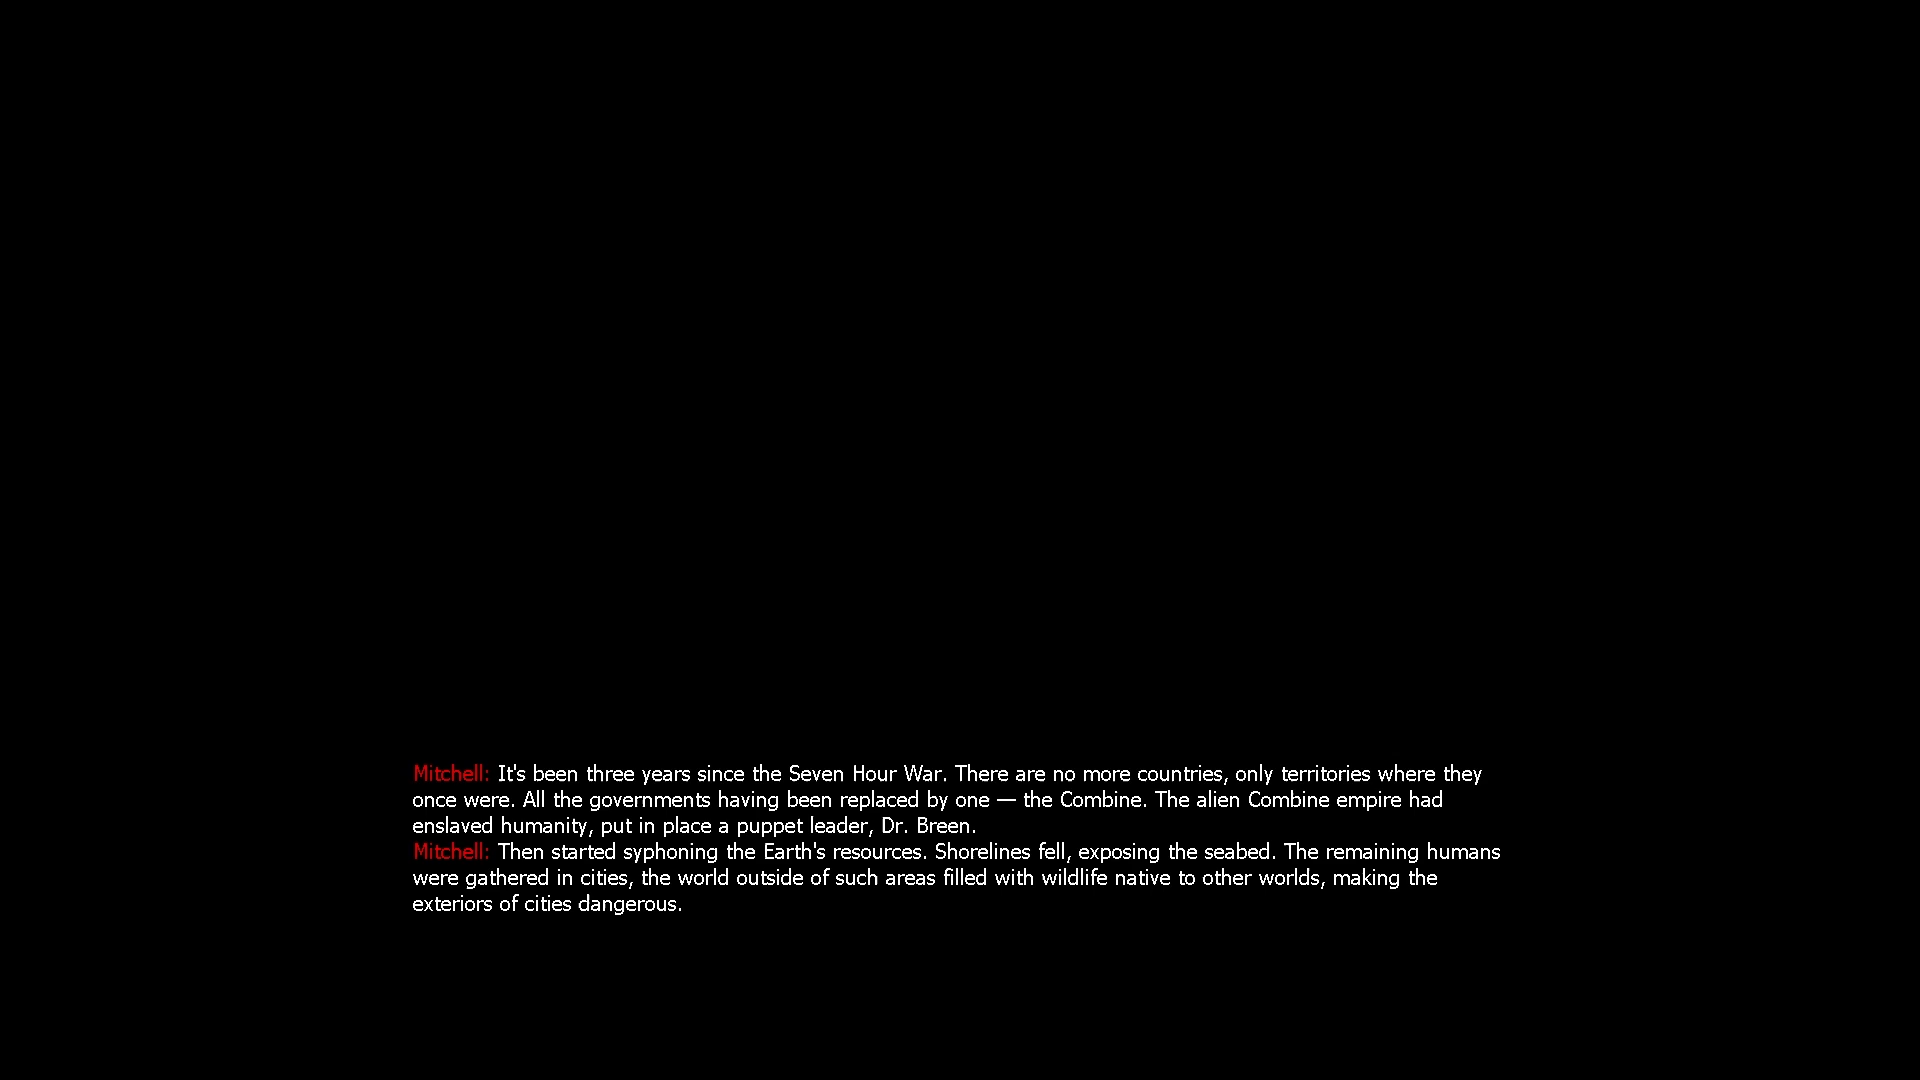 Mitchell: It's been three years since the Seven Hour War. There are no more countries, only territories where they
once were. All the governments having been replaced by one — the Combine. The alien Combine empire had
enslaved humanity, put in place a puppet leader, Dr. Breen.
Mitchell: Then started syphoning the Earth's resources. Shorelines fell, exposing the seabed. The remaining humans
were gathered in cities, the world outside of such areas filled with wildlife native to other worlds, making the
exteriors of cities dangerous.